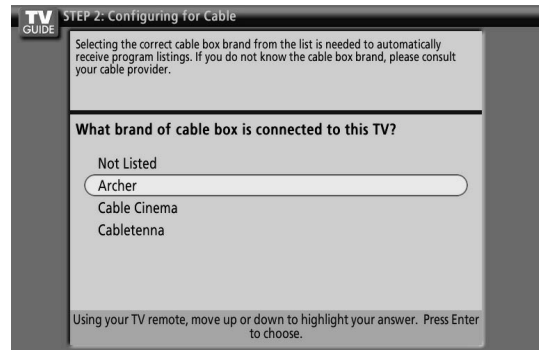 TV
GUIDE
STEP 2: Configuring for Cable
Selecting the correct cable box brand from the list is needed to automatically
receive program listings. If you do not know the cable box brand, please consult
your cable provider.
What brand of cable box is connected to this TV?
Not Listed
Archer
Cable Cinema
Cabletenna
Using your TV remote, move up or down to highlight your answer. Press Enter
to choose.